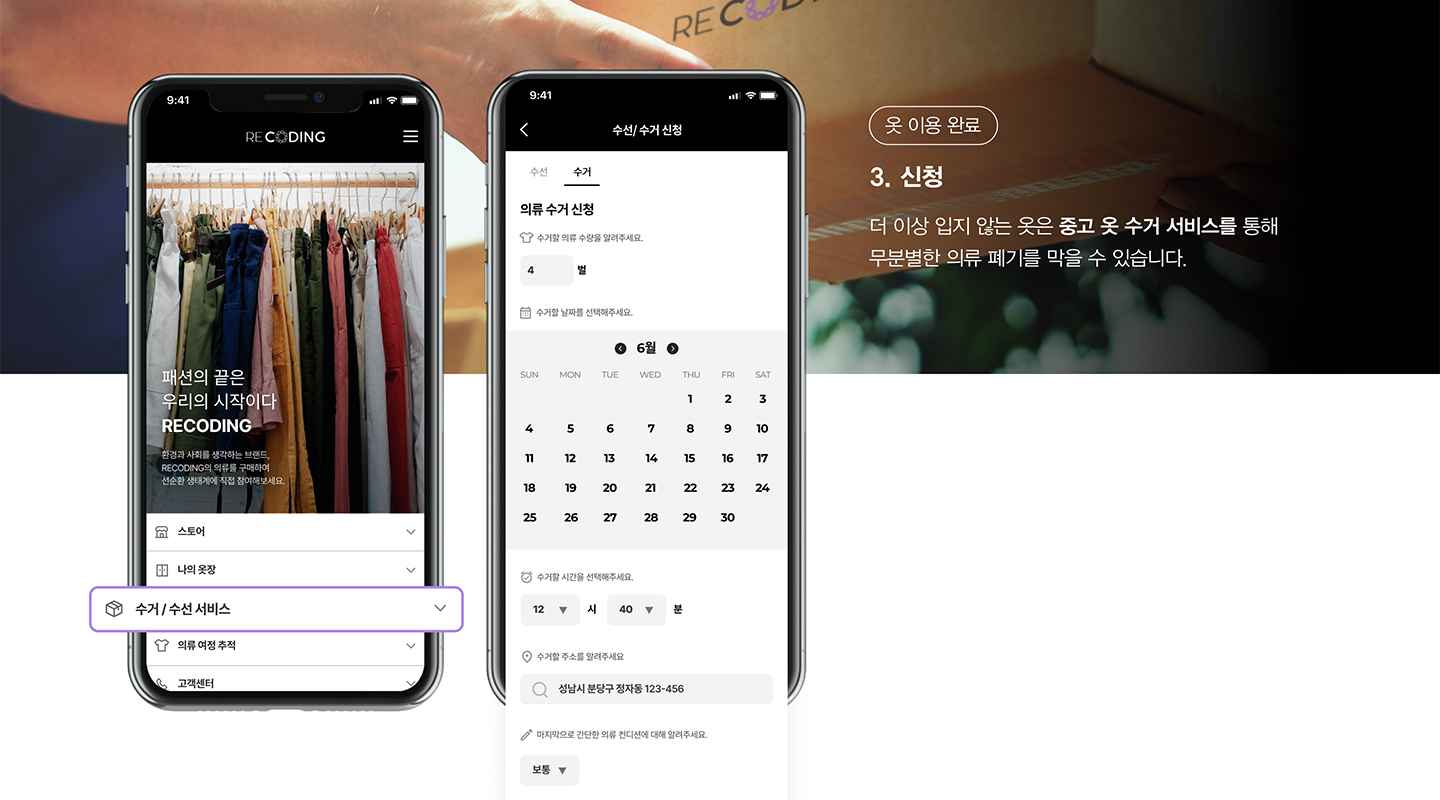 RECOD
9:41
RECODING
패션의 끝은
우리의 시작이다
RECODING
환경과 사회를 생각하는 브랜드,
RECODING의 의류를 구매하여
선순환 생태계에 직접 참여해보세요.
스토어
나의 옷장
수거 / 수선 서비스
의류 여정 추적
고객센터
9:41
수선/ 수거 신청
수선 수거
의류 수거 신청
수거할 의류 수량을 알려주세요.
4 벌
수거할 날짜를 선택해주세요.
6월
SUN MON TUE WED THU FRI SAT
1 2 3
4 5 6 7 8 9 10
11 12 13 14 15 16 17
18 19 20 21 22 23 24
25 26 27 28 29 30
수거할 시간을 선택해주세요.
12 시 40 분
수거할 주소를 알려주세요
성남시 분당구 정자동 123-456
마지막으로 간단한 의류 컨디션에 대해 알려주세요.
보통
옷 이용 완료
3. 신청
더 이상 입지 않는 옷은 중고 옷 수거 서비스를 통해
무분별한 의류 폐기를 막을 수 있습니다.